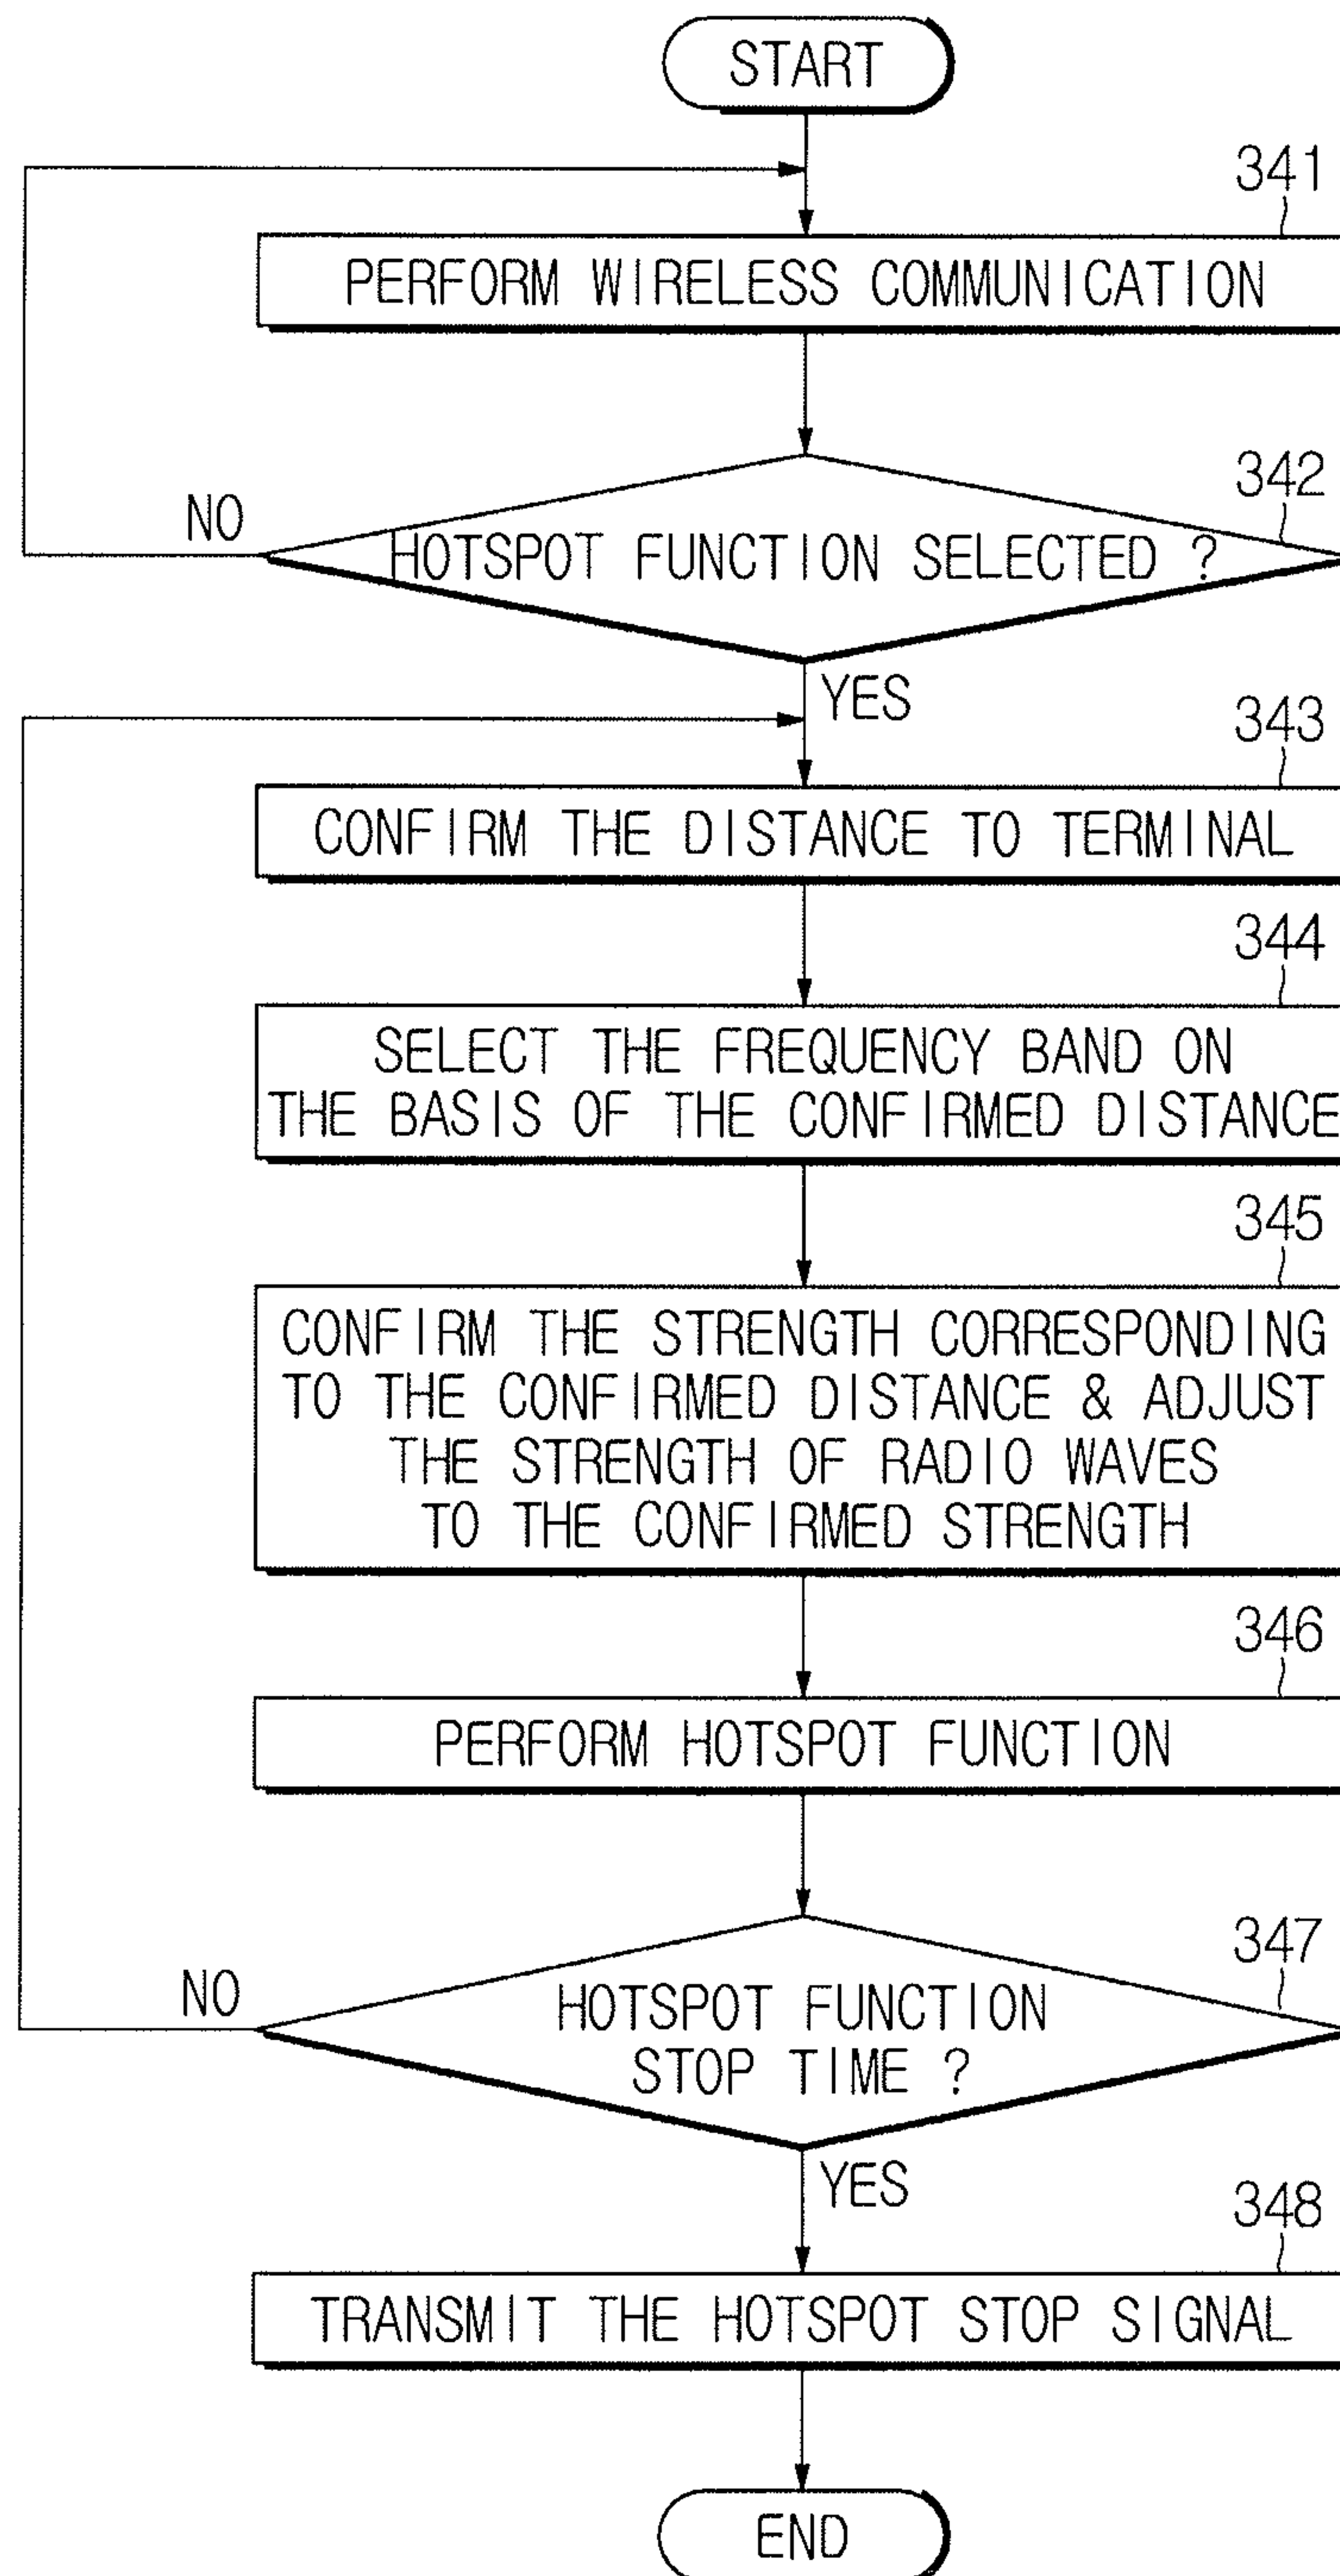 START
341
PERFORM WIRELESS COMMUNICATION
342
NO
HOTSPOT FUNCTION SELECTED ?
YES
343
CONFIRM THE DISTANCE TO TERMINAL
344
SELECT THE FREQUENCY BAND ON
THE BASIS OF THE CONFIRMED DISTANCE
345
CONFIRM THE STRENGTH CORRESPONDING
TO THE CONFIRMED DISTANCE & ADJUST
THE STRENGTH OF RADIO WAVES
TO THE CONFIRMED STRENGTH
346
PERFORM HOTSPOT FUNCTION
347
NO
HOTSPOT FUNCTION
STOP TIME ?
YES
348
TRANSMIT THE HOTSPOT STOP SIGNAL
END